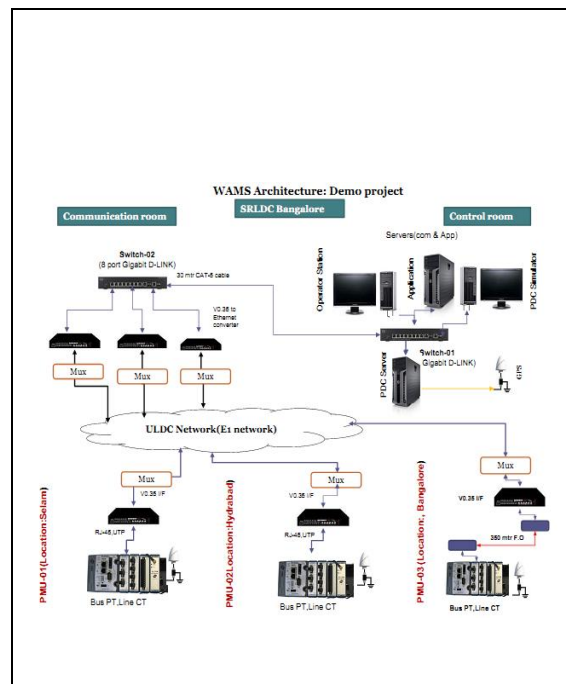 WAMS Architecture: Demo project
Communication room
SRLDC Bangalore
Control room
Servers(com & App)
Switch-02
(8 port Gigabit D-LINK)
30 mtr CAT-6 cable
Operator Station
Application
PDC Simulator
V0.35 to
Ethernet
converter
Switch-01
Gigabit D-LINK)
Mux
Mux
Mux
PDC Server
GPS
ULDC Network(E1 network)
Mux
Mux
Mux
V0.35 I/F
V0.35 I/F
V0.35 I/F
RJ-45,UTP
RJ-45,UTP
350 mtr F.O
PMU-01(Location:Selam)
PMU-02Location:Hydrabad)
PMU-03 (Location:, Bangalore)
Bus PT,Line CT
Bus PT,Line CT
Bus PT,Line CT